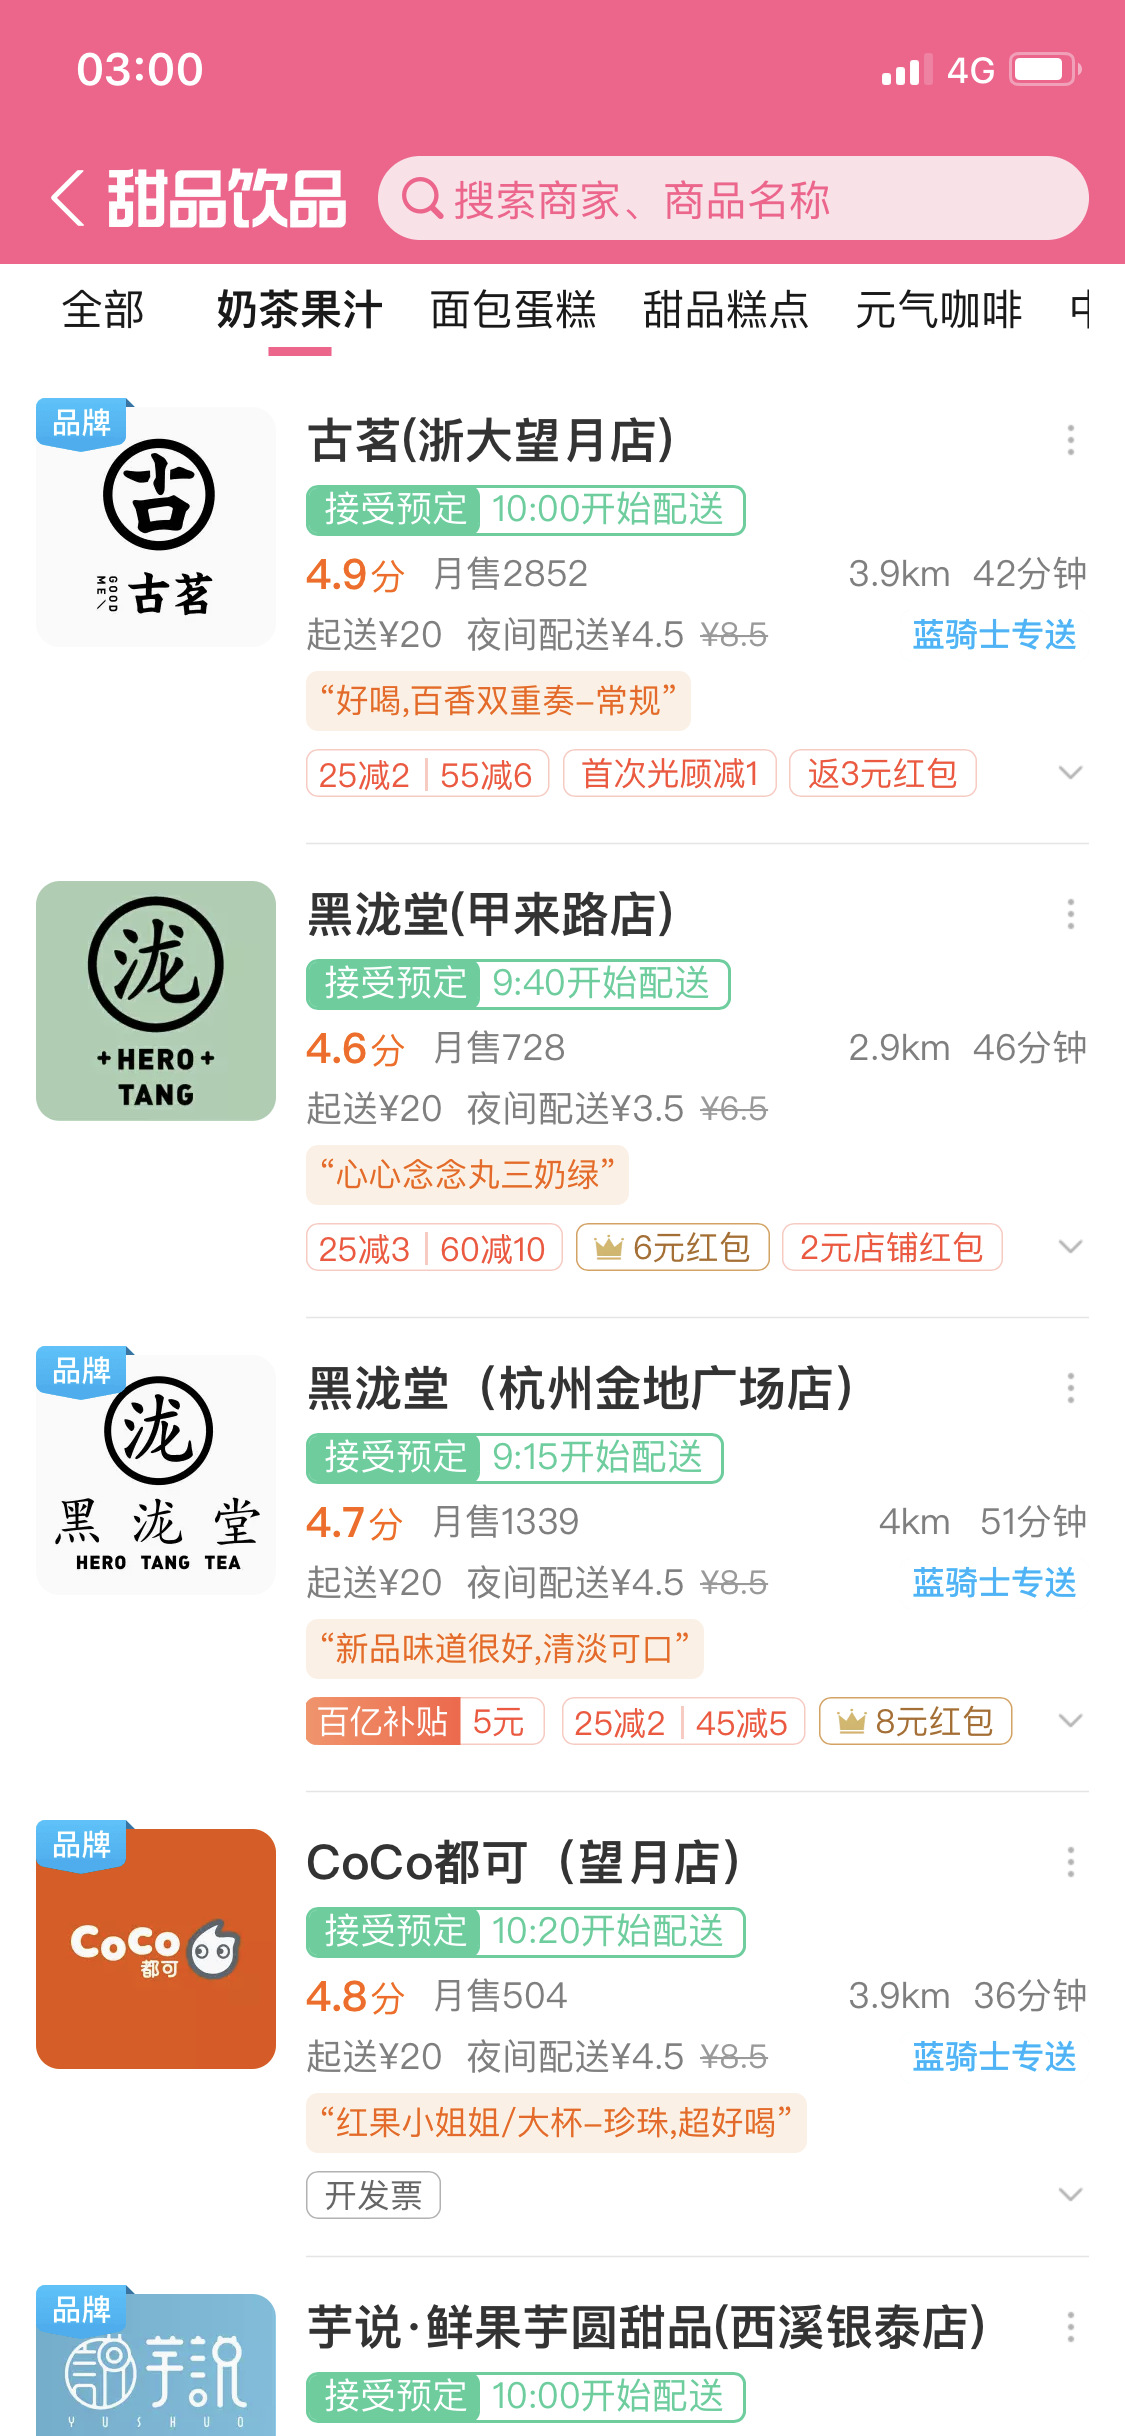 03:00
4G
甜品饮品
搜索商家、商品名称
全部 奶茶果汁 面包蛋糕 甜品糕点 元气咖啡
品牌
古
GOOD ME
古茗
古茗(浙大望月店)
接受预定 10:00开始配送
4.9分 月售2852 3.9km 42分钟
起送¥20 夜间配送¥4.5 ¥8.5 蓝骑士专送
“好喝,百香双重奏-常规”
25减2 55减6 首次光顾减1 返3元红包
泷
HERO
TANG
黑泷堂(甲来路店)
接受预定 9:40开始配送
4.6分 月售728 2.9km 46分钟
起送¥20 夜间配送¥3.5 ¥6.5
“心心念念丸三奶绿”
25减3 60减10 6元红包 2元店铺红包
品牌
泷
黑泷堂
HERO TANG TEA
黑泷堂（杭州金地广场店）
接受预定 9:15开始配送
4.7分 月售1339 4km 51分钟
起送¥20 夜间配送¥4.5 ¥8.5 蓝骑士专送
“新品味道很好,清淡可口”
百亿补贴 5元 25减2 45减5 8元红包
品牌
CoCo
都可
CoCo都可（望月店）
接受预定 10:20开始配送
4.8分 月售504 3.9km 36分钟
起送¥20 夜间配送¥4.5 ¥8.5 蓝骑士专送
“红果小姐姐/大杯-珍珠,超好喝”
开发票
品牌
芋说
YUSHUO
芋说·鲜果芋圆甜品(西溪银泰店)
接受预定 10:00开始配送